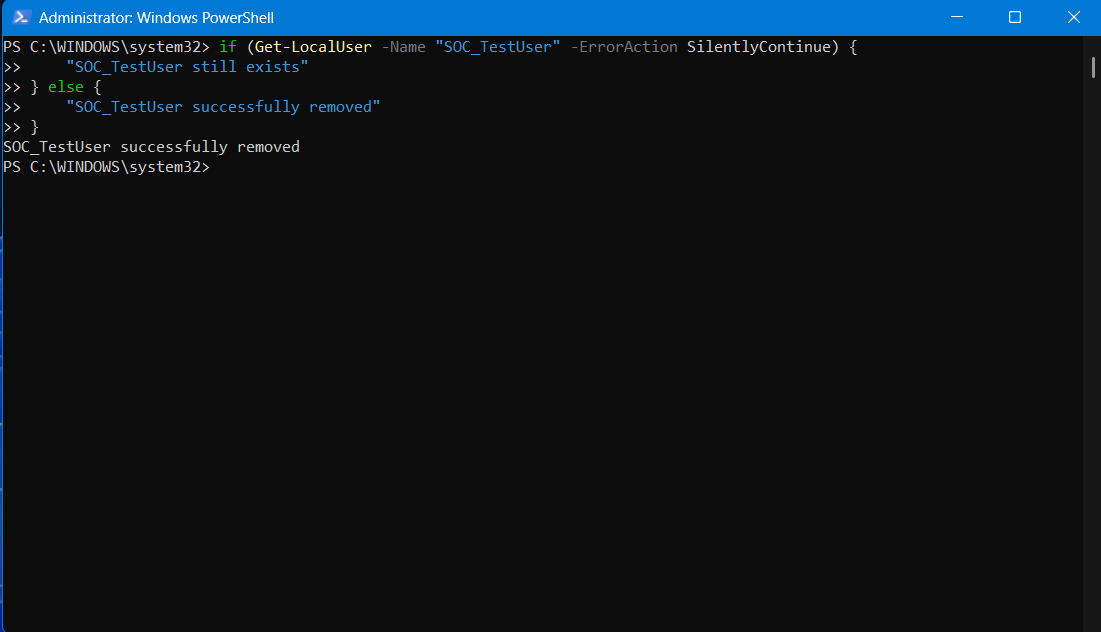 Administrator: Windows PowerShell
PS C:\WINDOWS\system32> if (Get-LocalUser -Name "SOC_TestUser" -ErrorAction SilentlyContinue) {
>>     "SOC_TestUser still exists"
>> } else {
>>     "SOC_TestUser successfully removed"
>> }
SOC_TestUser successfully removed
PS C:\WINDOWS\system32>